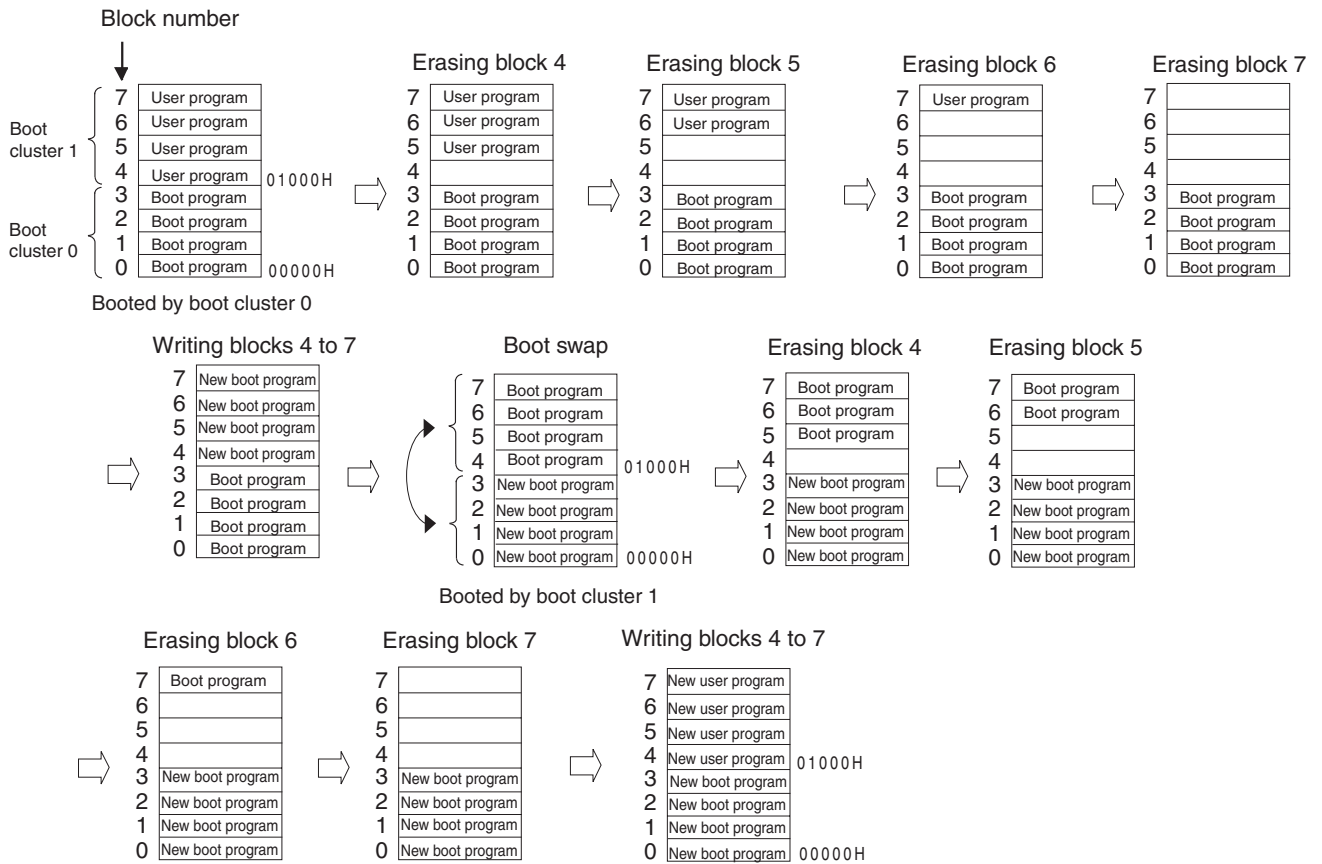 Block number
Boot
cluster 1
Boot
cluster 0
7 User program
6 User program
5 User program
4 User program
01000H
3 Boot program
2 Boot program
1 Boot program
0 Boot program
00000H
Booted by boot cluster 0
Erasing block 4
7 User program
6 User program
5 User program
4
3 Boot program
2 Boot program
1 Boot program
0 Boot program
Erasing block 5
7 User program
6 User program
5
4
3 Boot program
2 Boot program
1 Boot program
0 Boot program
Erasing block 6
7 User program
6
5
4
3 Boot program
2 Boot program
1 Boot program
0 Boot program
Erasing block 7
7
6
5
4
3 Boot program
2 Boot program
1 Boot program
0 Boot program
Writing blocks 4 to 7
7 New boot program
6 New boot program
5 New boot program
4 New boot program
3 Boot program
2 Boot program
1 Boot program
0 Boot program
Boot swap
7 Boot program
6 Boot program
5 Boot program
4 Boot program
01000H
3 New boot program
2 New boot program
1 New boot program
0 New boot program
00000H
Booted by boot cluster 1
Erasing block 4
7 Boot program
6 Boot program
5 Boot program
4
3 New boot program
2 New boot program
1 New boot program
0 New boot program
Erasing block 5
7 Boot program
6 Boot program
5
4
3 New boot program
2 New boot program
1 New boot program
0 New boot program
Erasing block 6
7 Boot program
6
5
4
3 New boot program
2 New boot program
1 New boot program
0 New boot program
Erasing block 7
7
6
5
4
3 New boot program
2 New boot program
1 New boot program
0 New boot program
Writing blocks 4 to 7
7 New user program
6 New user program
5 New user program
4 New user program
01000H
3 New boot program
2 New boot program
1 New boot program
0 New boot program
00000H